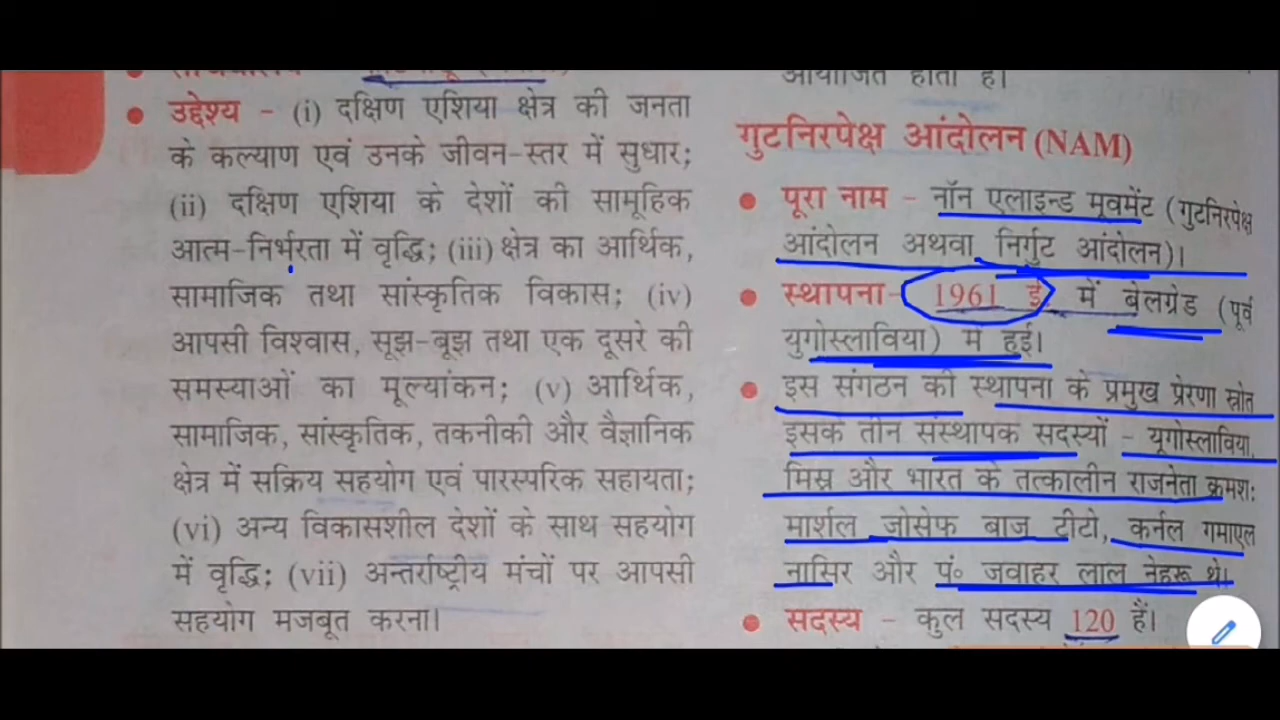 उद्देश्य - (i) दक्षिण एशिया क्षेत्र की जनता
के कल्याण एवं उनके जीवन-स्तर में सुधार;
(ii) दक्षिण एशिया के देशों की सामूहिक
आत्म-निर्भरता में वृद्धि; (iii) क्षेत्र का आर्थिक,
सामाजिक तथा सांस्कृतिक विकास; (iv)
आपसी विश्वास, सूझ-बूझ तथा एक दूसरे की
समस्याओं का मूल्यांकन; (v) आर्थिक,
सामाजिक, सांस्कृतिक, तकनीकी और वैज्ञानिक
क्षेत्र में सक्रिय सहयोग एवं पारस्परिक सहायता;
(vi) अन्य विकासशील देशों के साथ सहयोग
में वृद्धि; (vii) अन्तर्राष्ट्रीय मंचों पर आपसी
सहयोग मजबूत करना।
आयोजित होता है।
गुटनिरपेक्ष आंदोलन (NAM)
पूरा नाम - नॉन एलाइन्ड मूवमेंट (गुटनिरपेक्ष
आंदोलन अथवा निर्गुट आंदोलन)।
स्थापना- 1961 ई. में बेलग्रेड (पूर्व
युगोस्लाविया) में हुई।
इस संगठन की स्थापना के प्रमुख प्रेरणा स्रोत
इसके तीन संस्थापक सदस्यों - यूगोस्लाविया,
मिस्र और भारत के तत्कालीन राजनेता क्रमश:
मार्शल जोसेफ बाज टीटो, कर्नल गमाएल
नासिर और पं॰ जवाहर लाल नेहरू थे।
सदस्य - कुल सदस्य 120 हैं।